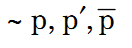 ~ p, p′, p̅